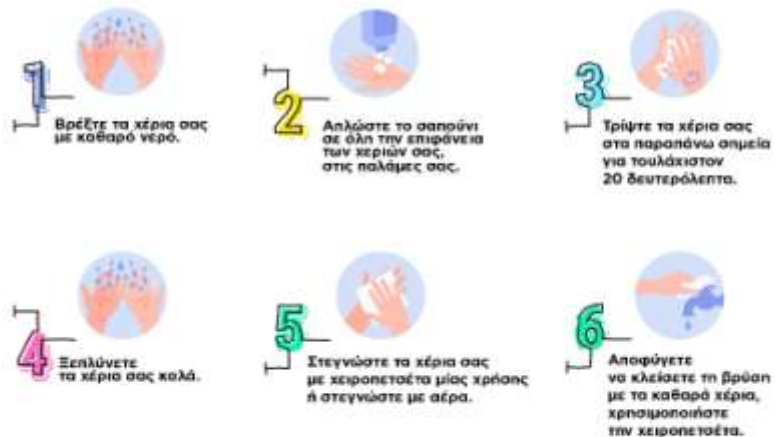 1
Βρέξτε τα χέρια σας
με καθαρό νερό.
2
Απλώστε το σαπούνι
σε όλη την επιφάνεια
των χεριών σας,
στις παλάμες σας.
3
Τρίψτε τα χέρια σας
στα παραπάνω σημεία
για τουλάχιστον
20 δευτερόλεπτα.
4
Ξεπλύνετε
τα χέρια σας καλά.
5
Στεγνώστε τα χέρια σας
με χειροπετσέτα μίας χρήσης
ή στεγνώστε με αέρα.
6
Αποφύγετε
να κλείσετε τη βρύση
με τα καθαρά χέρια,
χρησιμοποιήστε
την χειροπετσέτα.